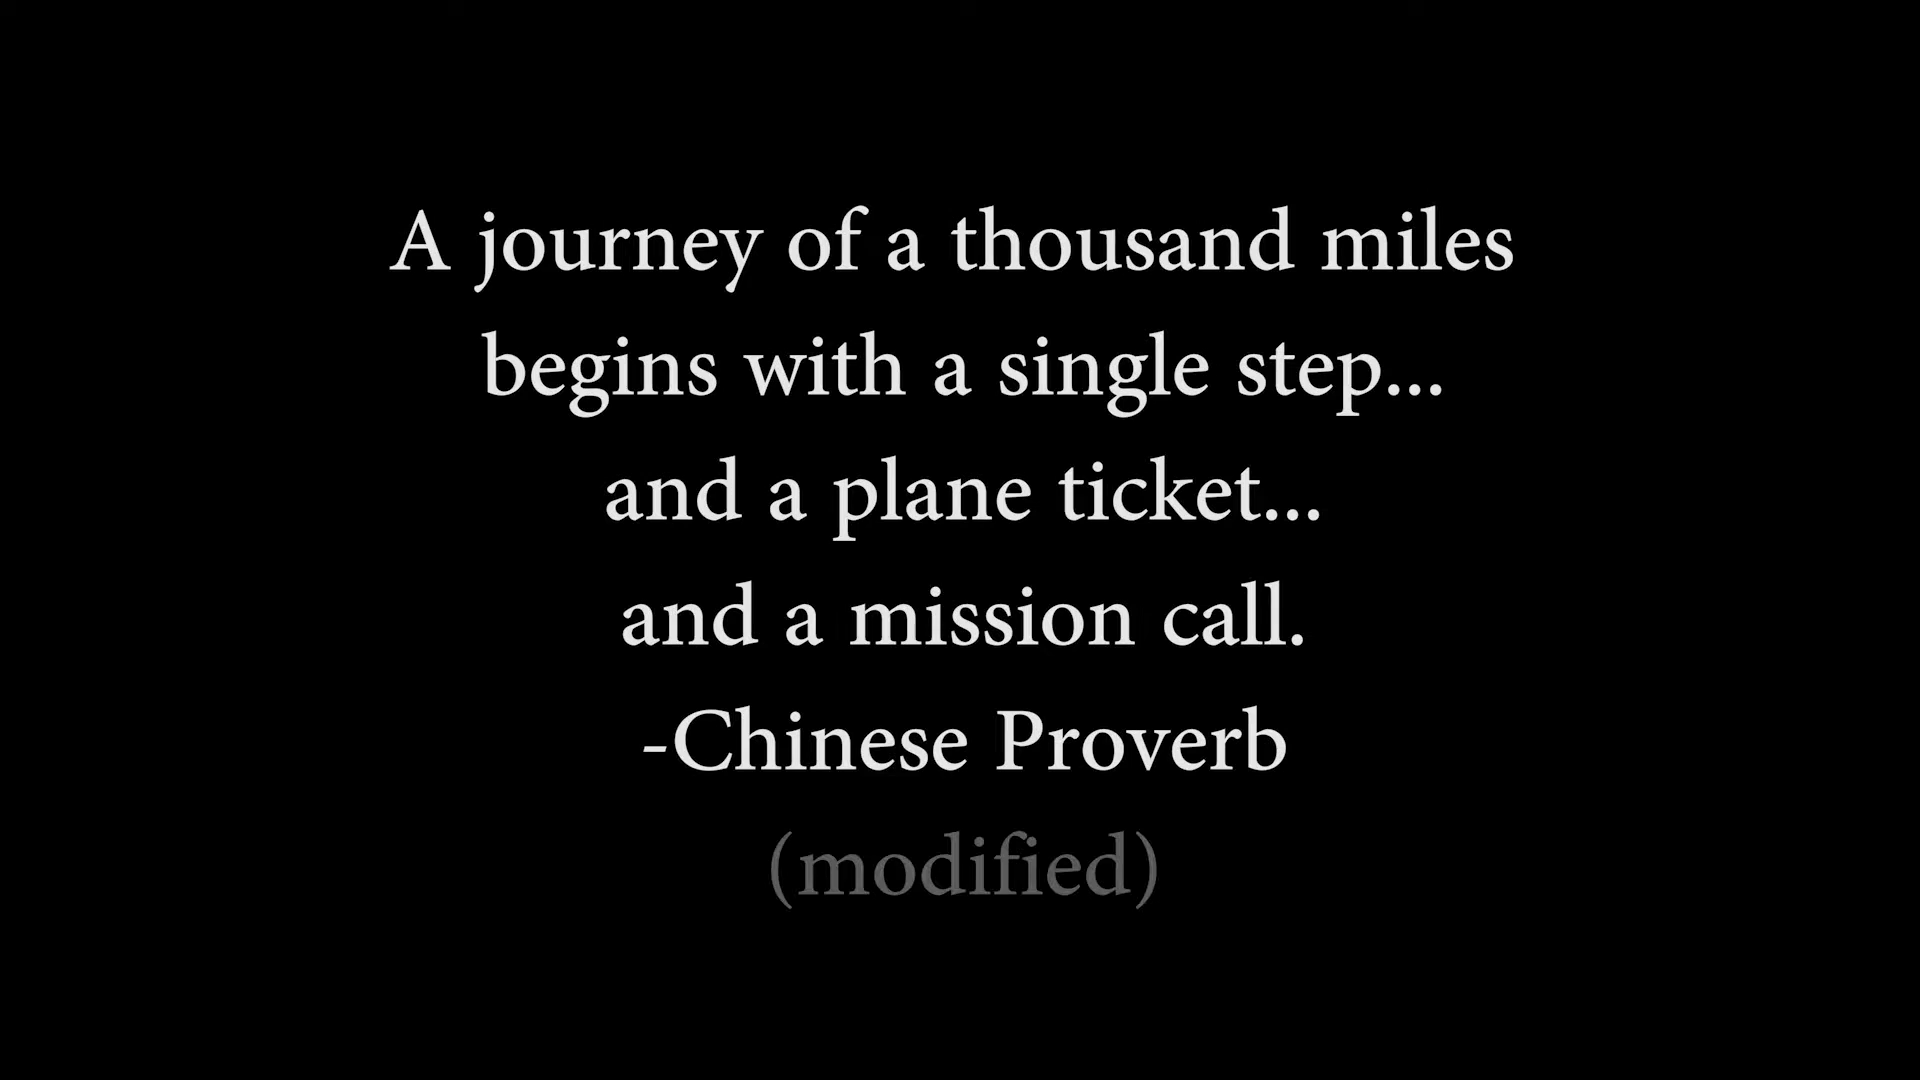 A journey of a thousand miles
begins with a single step...
and a plane ticket...
and a mission call.
-Chinese Proverb
(modified)